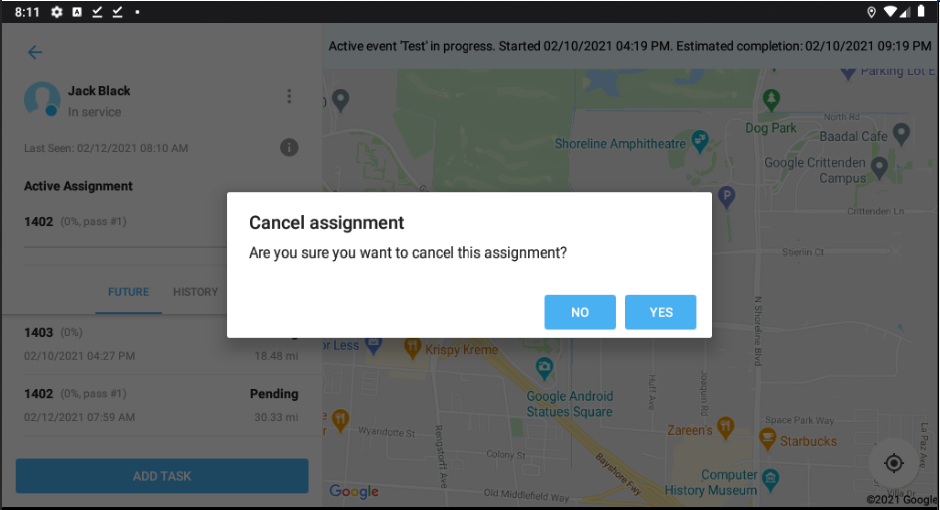 8:11
Active event 'Test' in progress. Started 02/10/2021 04:19 PM. Estimated completion: 02/10/2021 09:19 PM
Jack Black
In service
Last Seen: 02/12/2021 08:10 AM
Active Assignment
1402 (0%, pass #1)
FUTURE HISTORY
1403 (0%)
02/10/2021 04:27 PM 18.48 mi
1402 (0%, pass #1) Pending
02/12/2021 07:59 AM 30.33 mi
ADD TASK
Cancel assignment
Are you sure you want to cancel this assignment?
NO YES
Parking Lot E
North Rd
Dog Park
Baadal Cafe
Shoreline Amphitheatre
Google Crittenden
Campus
P
Crittenden Ln
Stierlin Ct
N Shoreline Blvd
or Less
Krispy Kreme
Google Android
Statues Square
Huff Ave
Joaquin Rd
Space Park Way
Zareen's
Starbucks
La Paz Ave
Wyandotte St
Rengstorff Ave
Colony St
Bayshore Fwy
Computer
History Museum
Old Middlefield Way
Villa Dr
Google
©2021 Google